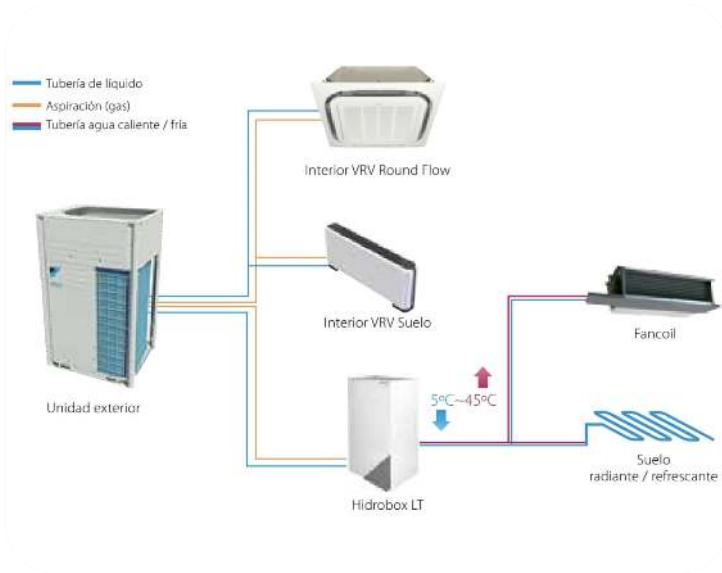 Tubería de líquido
Aspiración (gas)
Tubería agua caliente / fría
Interior VRV Round Flow
Interior VRV Suelo
Fancoil
Unidad exterior
5ºC~45ºC
Suelo
radiante / refrescante
Hidrobox LT